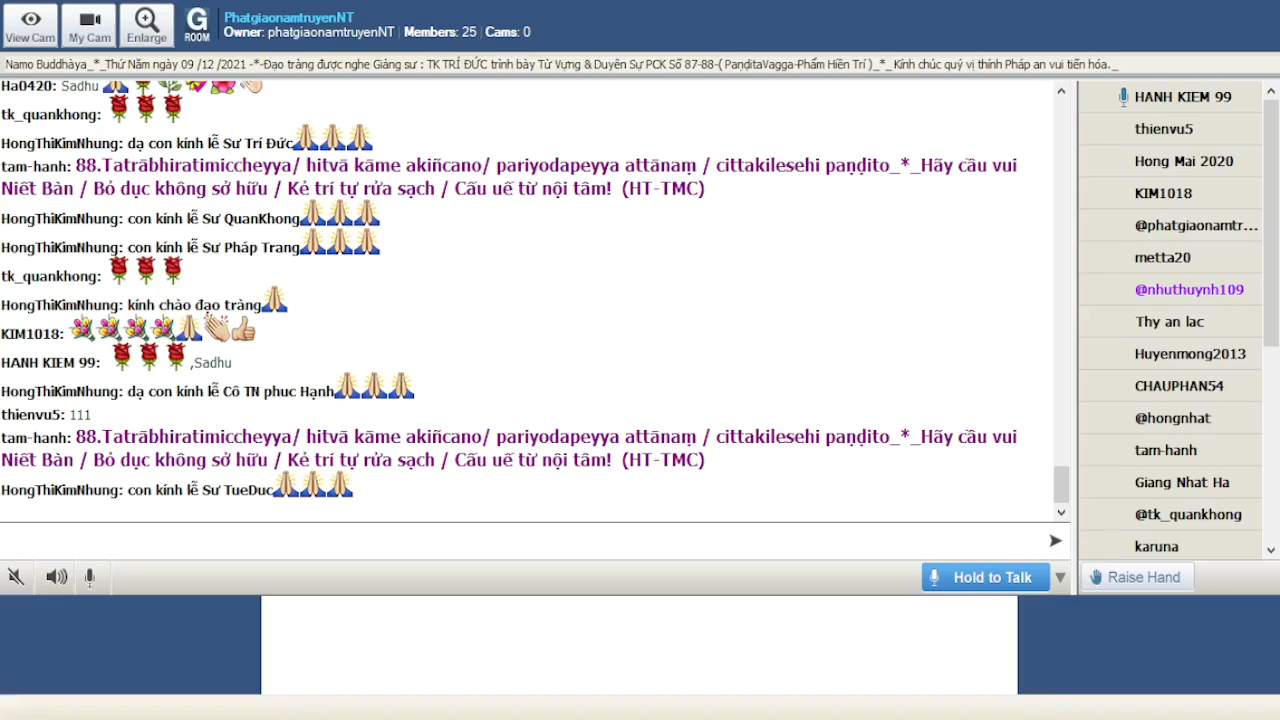 View Cam
My Cam
Enlarge
G
ROOM
PhatgiaonamtruyenNT
Owner: phatgiaonamtruyenNT | Members: 25 | Cams: 0
Namo Buddhàya_*_Thứ Năm ngày 09 /12 /2021 -*-Đạo tràng được nghe Giảng sư : TK TRÍ ĐỨC trình bày Từ Vựng & Duyên Sự PCK Số 87-88-( PaṇḍitaVagga-Phẩm Hiền Trí )_*_ Kính chúc quý vị thính Pháp an vui tiến hóa._
Ha0420: Sadhu
tk_quankhong:
HongThiKimNhung: dạ con kính lễ Sư Trí Đức
tam-hanh: 88.Tatrābhiratimiccheyya/ hitvā kāme akiñcano/ pariyodapeyya attānaṃ / cittakilesehi paṇḍito_*_Hãy cầu vui
Niết Bàn / Bỏ dục không sở hữu / Kẻ trí tự rửa sạch / Cấu uế từ nội tâm! (HT-TMC)
HongThiKimNhung: con kính lễ Sư QuanKhong
HongThiKimNhung: con kính lễ Sư Pháp Trang
tk_quankhong:
HongThiKimNhung: kính chào đạo tràng
KIM1018:
HANH KIEM 99: ,Sadhu
HongThiKimNhung: dạ con kính lễ Cô TN phuc Hạnh
thienvu5: 111
tam-hanh: 88.Tatrābhiratimiccheyya/ hitvā kāme akiñcano/ pariyodapeyya attānaṃ / cittakilesehi paṇḍito_*_Hãy cầu vui
Niết Bàn / Bỏ dục không sở hữu / Kẻ trí tự rửa sạch / Cấu uế từ nội tâm! (HT-TMC)
HongThiKimNhung: con kính lễ Sư TueDuc
HANH KIEM 99
thienvu5
Hong Mai 2020
KIM1018
@phatgiaonamtr...
metta20
@nhuthuynh109
Thy an lac
Huyenmong2013
CHAUPHAN54
@hongnhat
tam-hanh
Giang Nhat Ha
@tk_quankhong
karuna
Hold to Talk
Raise Hand